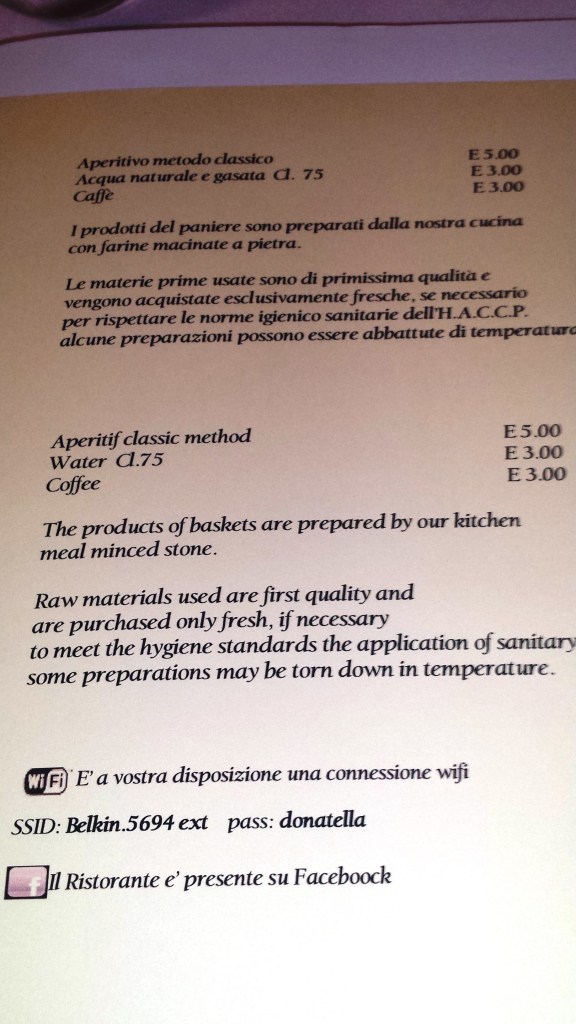 Aperitivo metodo classico E 5.00
Acqua naturale e gasata Cl. 75 E 3.00
Caffè E 3.00
I prodotti del paniere sono preparati dalla nostra cucina
con farine macinate a pietra.
Le materie prime usate sono di primissima qualità e
vengono acquistate esclusivamente fresche, se necessario
per rispettare le norme igienico sanitarie dell'H.A.C.C.P.
alcune preparazioni possono essere abbattute di temperatura
Aperitif classic method E 5.00
Water Cl.75 E 3.00
Coffee E 3.00
The products of baskets are prepared by our kitchen
meal minced stone.
Raw materials used are first quality and
are purchased only fresh, if necessary
to meet the hygiene standards the application of sanitary
some preparations may be torn down in temperature.
WiFi E' a vostra disposizione una connessione wifi
SSID: Belkin.5694 ext pass: donatella
f Il Ristorante e' presente su Faceboock